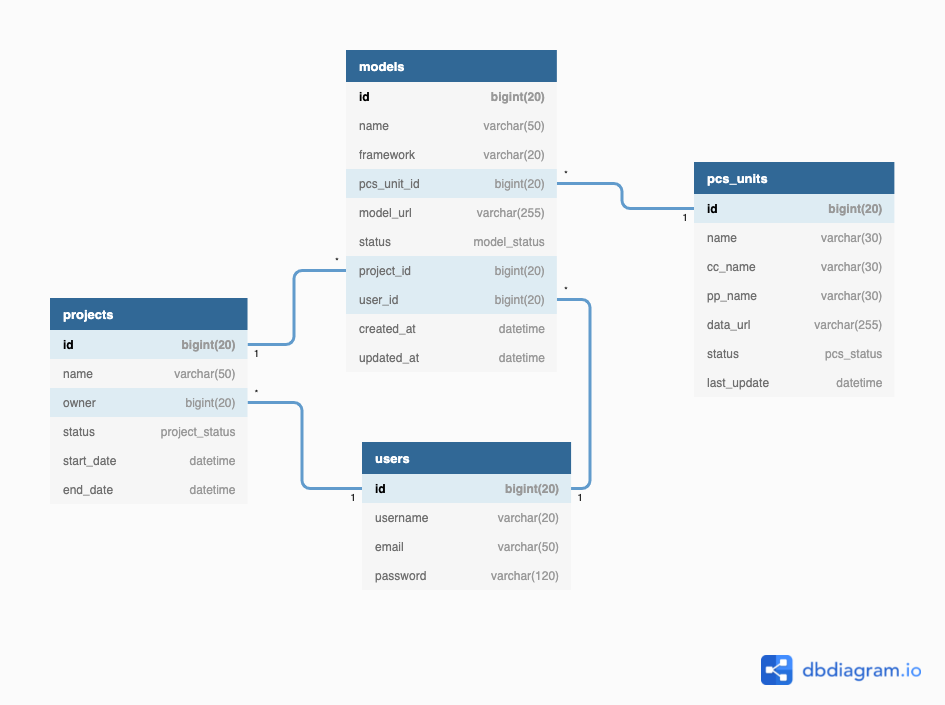 models
id bigint(20)
name varchar(50)
framework varchar(20)
pcs_unit_id bigint(20)
model_url varchar(255)
status model_status
project_id bigint(20)
user_id bigint(20)
created_at datetime
updated_at datetime
*
*
*
pcs_units
id bigint(20)
name varchar(30)
cc_name varchar(30)
pp_name varchar(30)
data_url varchar(255)
status pcs_status
last_update datetime
1
projects
id bigint(20)
name varchar(50)
owner bigint(20)
status project_status
start_date datetime
end_date datetime
1
*
users
id bigint(20)
username varchar(20)
email varchar(50)
password varchar(120)
1
1
dbdiagram.io